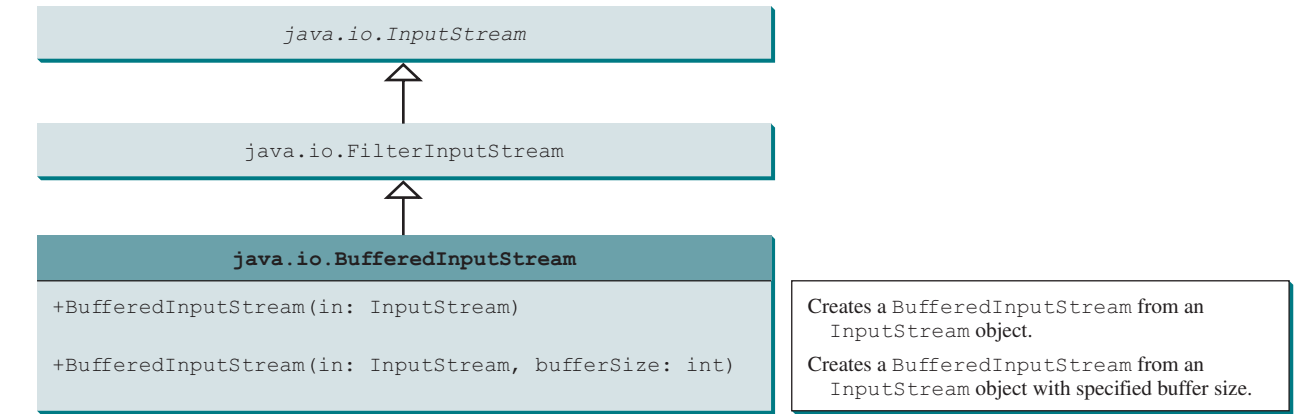 java.io.InputStream
java.io.FilterInputStream
java.io.BufferedInputStream
+BufferedInputStream(in: InputStream)
+BufferedInputStream(in: InputStream, bufferSize: int)
Creates a BufferedInputStream from an
InputStream object.
Creates a BufferedInputStream from an
InputStream object with specified buffer size.